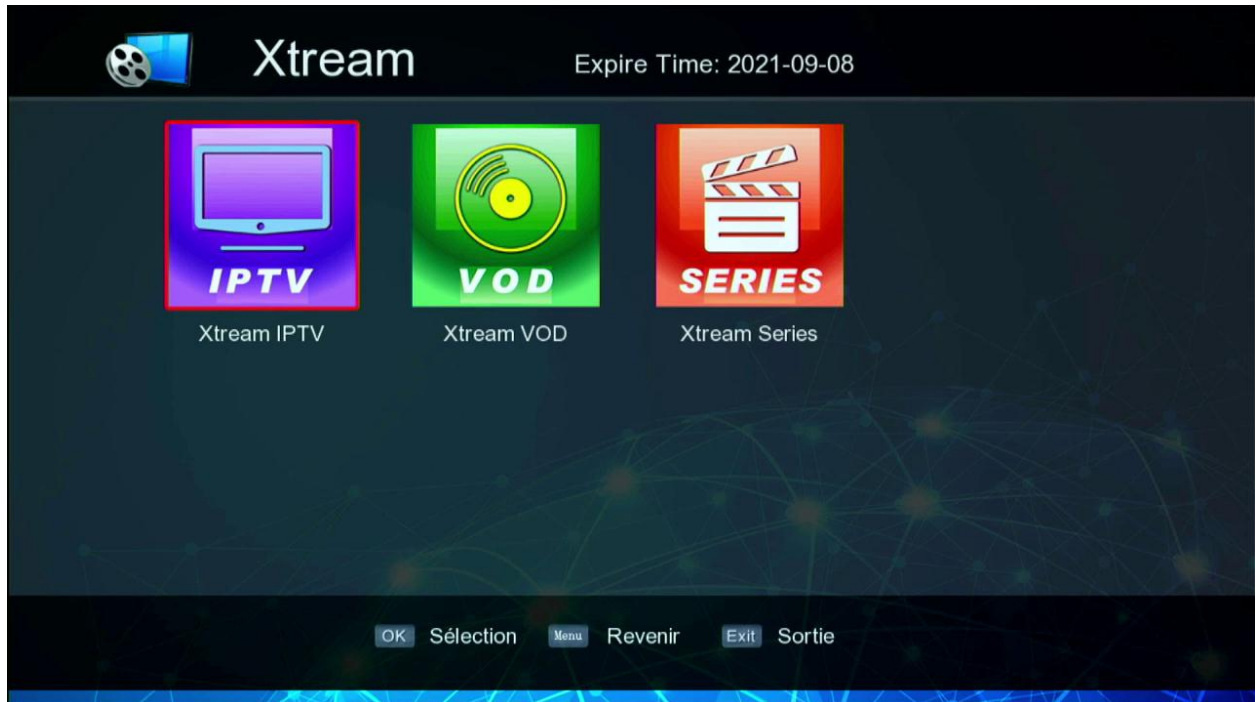 Xtream
Expire Time: 2021-09-08
IPTV
VOD
SERIES
Xtream IPTV
Xtream VOD
Xtream Series
OK Sélection Menu Revenir Exit Sortie